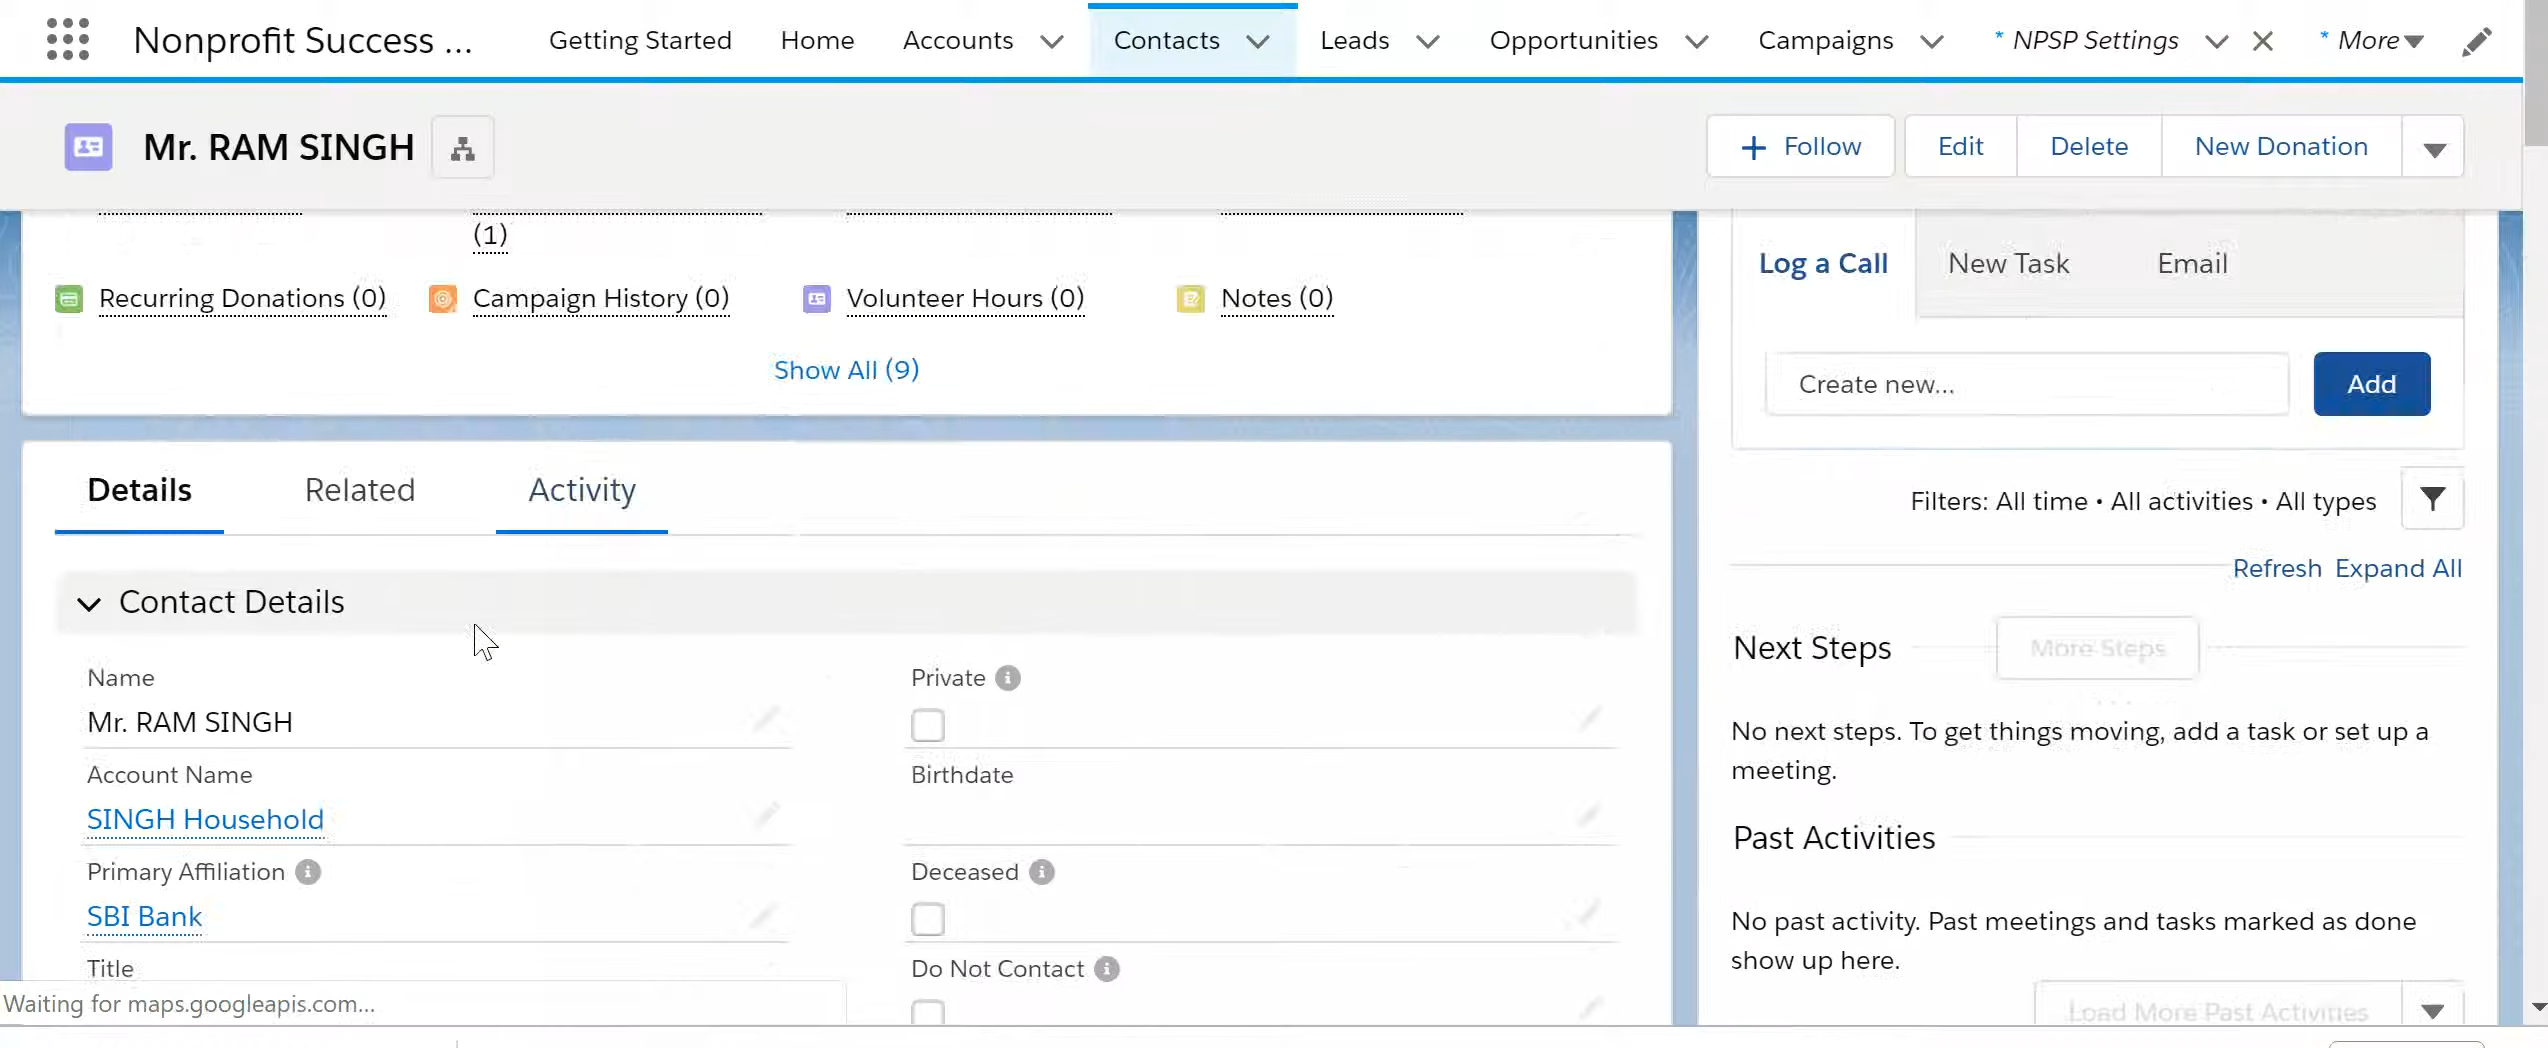 Nonprofit Success ... Getting Started Home Accounts Contacts Leads Opportunities Campaigns * NPSP Settings * More
Mr. RAM SINGH Follow Edit Delete New Donation
(1)
Recurring Donations (0) Campaign History (0) Volunteer Hours (0) Notes (0)
Show All (9)
Log a Call New Task Email
Create new... Add
Details Related Activity
Filters: All time • All activities • All types
Refresh Expand All
Contact Details
Next Steps More Steps
Name Private
Mr. RAM SINGH
No next steps. To get things moving, add a task or set up a
meeting.
Account Name Birthdate
SINGH Household
Past Activities
Primary Affiliation Deceased
SBI Bank
No past activity. Past meetings and tasks marked as done
show up here.
Title Do Not Contact
Waiting for maps.googleapis.com...
Load More Past Activities